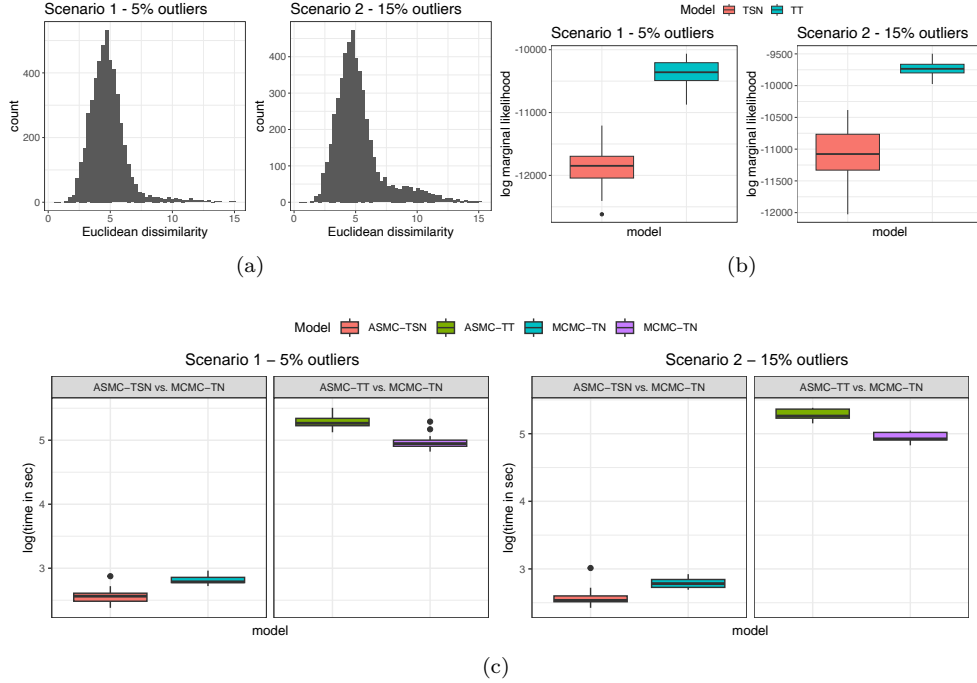 Scenario 1 - 5% outliers
Scenario 2 - 15% outliers
count
400
200
0
0
5
10
15
Euclidean dissimilarity
count
500
400
300
200
100
0
0
5
10
15
Euclidean dissimilarity
(a)
Model TSN TT
Scenario 1 - 5% outliers
Scenario 2 - 15% outliers
log marginal likelihood
-10000
-11000
-12000
model
log marginal likelihood
-9500
-10000
-10500
-11000
-11500
-12000
model
(b)
Model ASMC-TSN ASMC-TT MCMC-TN MCMC-TN
Scenario 1 – 5% outliers
ASMC-TSN vs. MCMC-TN
ASMC-TT vs. MCMC-TN
log(time in sec)
5
4
3
model
Scenario 2 – 15% outliers
ASMC-TSN vs. MCMC-TN
ASMC-TT vs. MCMC-TN
log(time in sec)
5
4
3
model
(c)